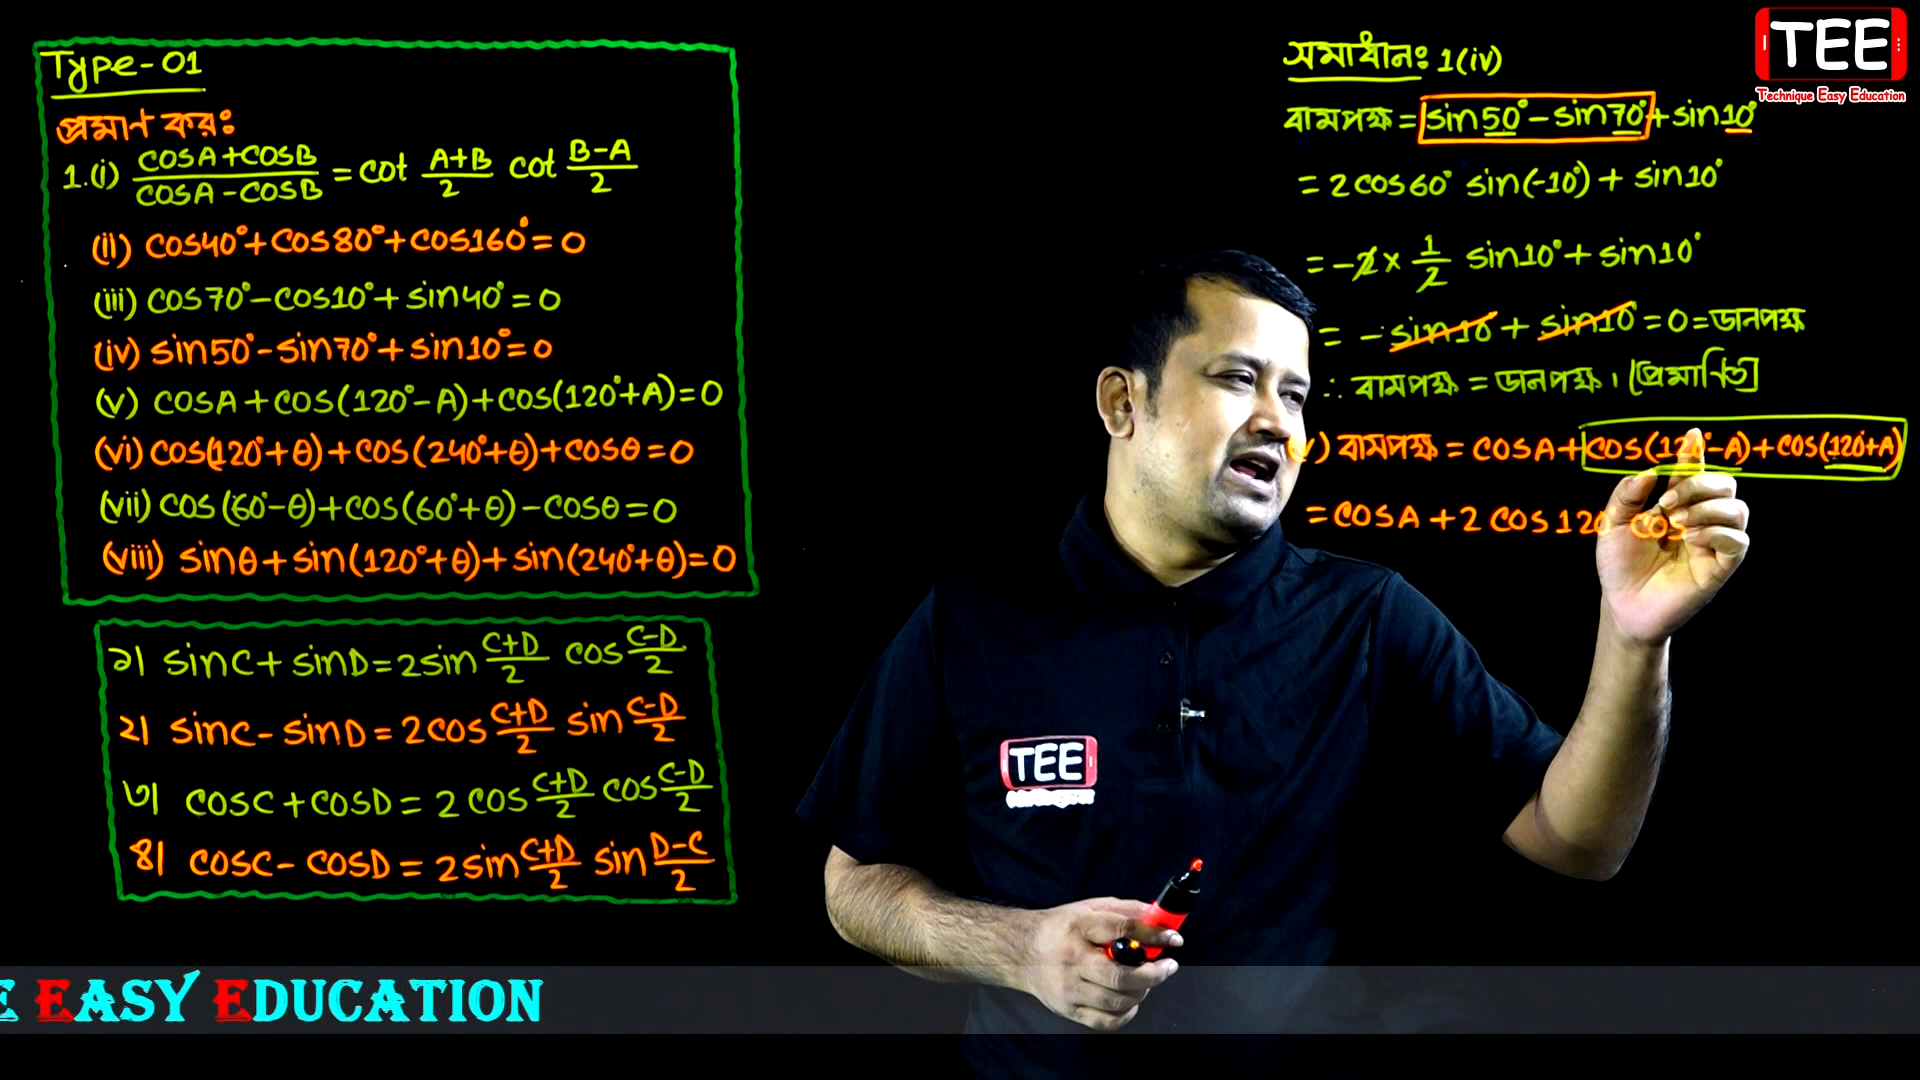 Type-01
প্রমাণ করঃ
1.(i) (cosA+cosB)/(cosA-cosB) = cot (A+B)/2 cot (B-A)/2
(ii) cos40°+cos80°+cos160°=0
(iii) cos70°-cos10°+sin40°=0
(iv) sin50°-sin70°+sin10°=0
(v) cosA+cos(120°-A)+cos(120°+A)=0
(vi) cos(120°+θ)+cos(240°+θ)+cosθ=0
(vii) cos(60°-θ)+cos(60°+θ)-cosθ=0
(viii) sinθ+sin(120°+θ)+sin(240°+θ)=0
১। sinC+sinD=2sin (C+D)/2 cos (C-D)/2
২। sinC-sinD=2cos (C+D)/2 sin (C-D)/2
৩। cosC+cosD=2cos (C+D)/2 cos (C-D)/2
৪। cosC-cosD=2sin (C+D)/2 sin (D-C)/2
সমাধানঃ 1(iv)
বামপক্ষ = sin50°-sin70°+sin10°
= 2cos60° sin(-10°)+sin10°
= -2 × 1/2 sin10°+sin10°
= -sin10°+sin10°=0=ডানপক্ষ
∴ বামপক্ষ = ডানপক্ষ। [প্রমাণিত]
v) বামপক্ষ = cosA+cos(120°-A)+cos(120+A)
= cosA+2cos120° cos
TEE
Technique Easy Education
TEE
E EASY EDUCATION